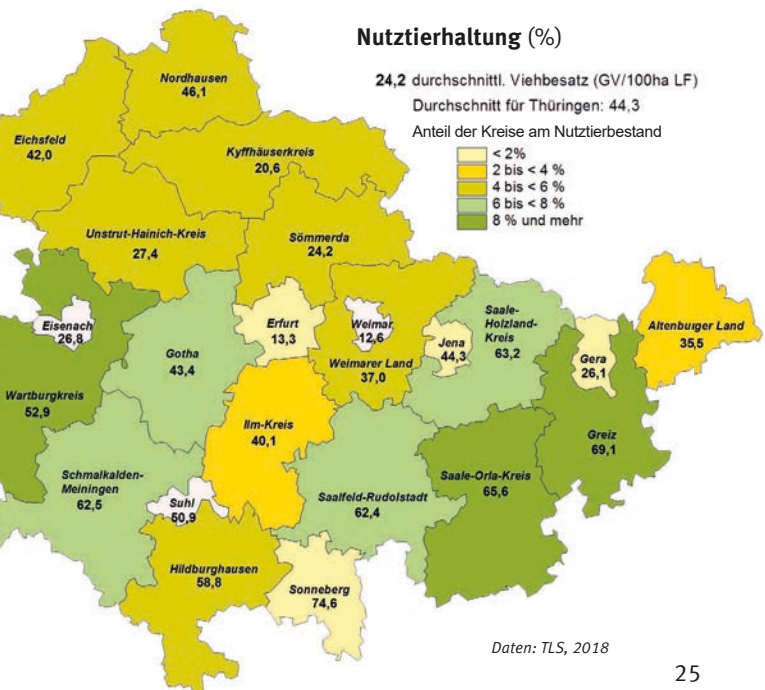 Nutztierhaltung (%)
24,2 durchschnittl. Viehbesatz (GV/100ha LF)
Durchschnitt für Thüringen: 44,3
Anteil der Kreise am Nutztierbestand
< 2%
2 bis < 4 %
4 bis < 6 %
6 bis < 8 %
8 % und mehr
Nordhausen
46,1
Eichsfeld
42,0
Kyffhäuserkreis
20,6
Unstrut-Hainich-Kreis
27,4
Sömmerda
24,2
Eisenach
26,8
Gotha
43,4
Erfurt
13,3
Weimar
12,6
Weimarer Land
37,0
Jena
44,3
Saale-
Holzland-
Kreis
63,2
Gera
26,1
Altenburger Land
35,5
Wartburgkreis
52,9
Ilm-Kreis
40,1
Greiz
69,1
Schmalkalden-
Meiningen
62,5
Suhl
50,9
Saalfeld-Rudolstadt
62,4
Saale-Orla-Kreis
65,6
Hildburghausen
58,8
Sonneberg
74,6
Daten: TLS, 2018
25